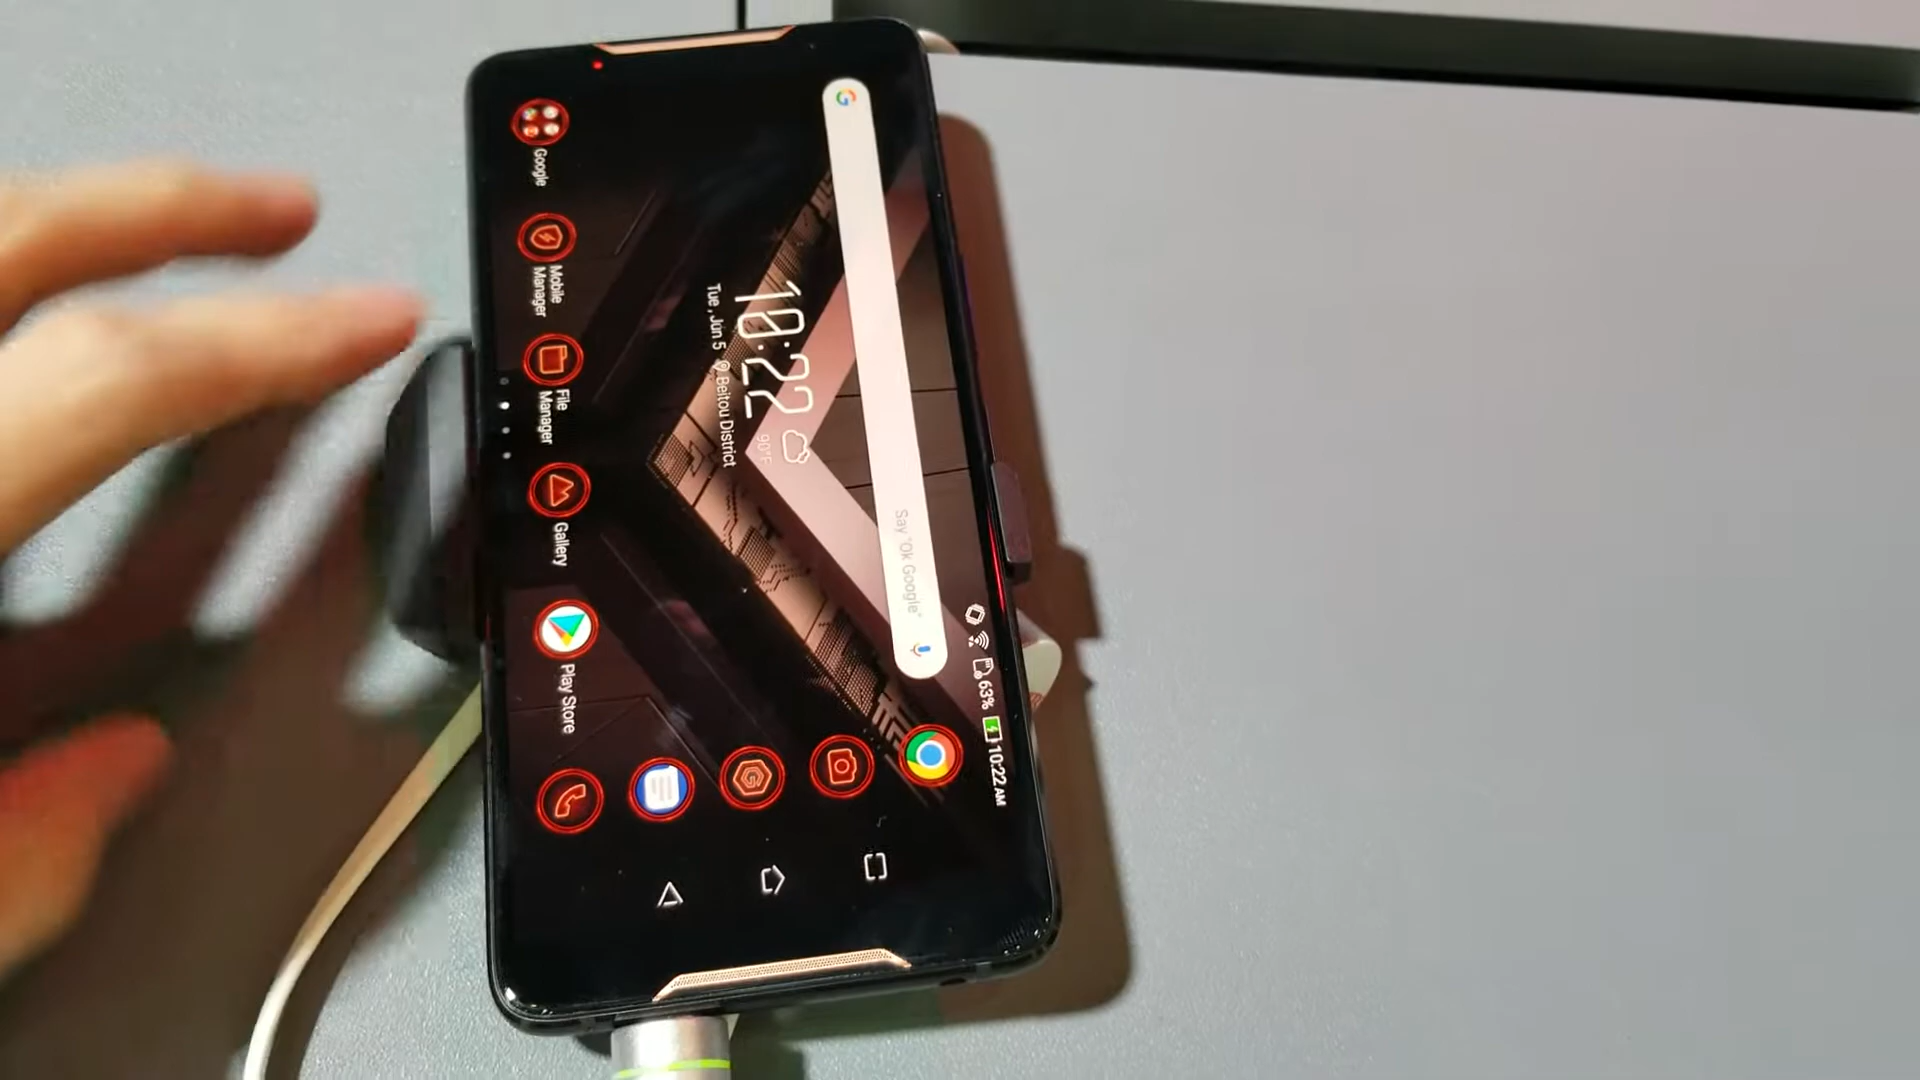 63% 10:22 AM
Say "Ok Google"
10:22
90°F
Tue, Jun 5 Beitou District
Google
Mobile
Manager
File
Manager
Gallery
Play Store